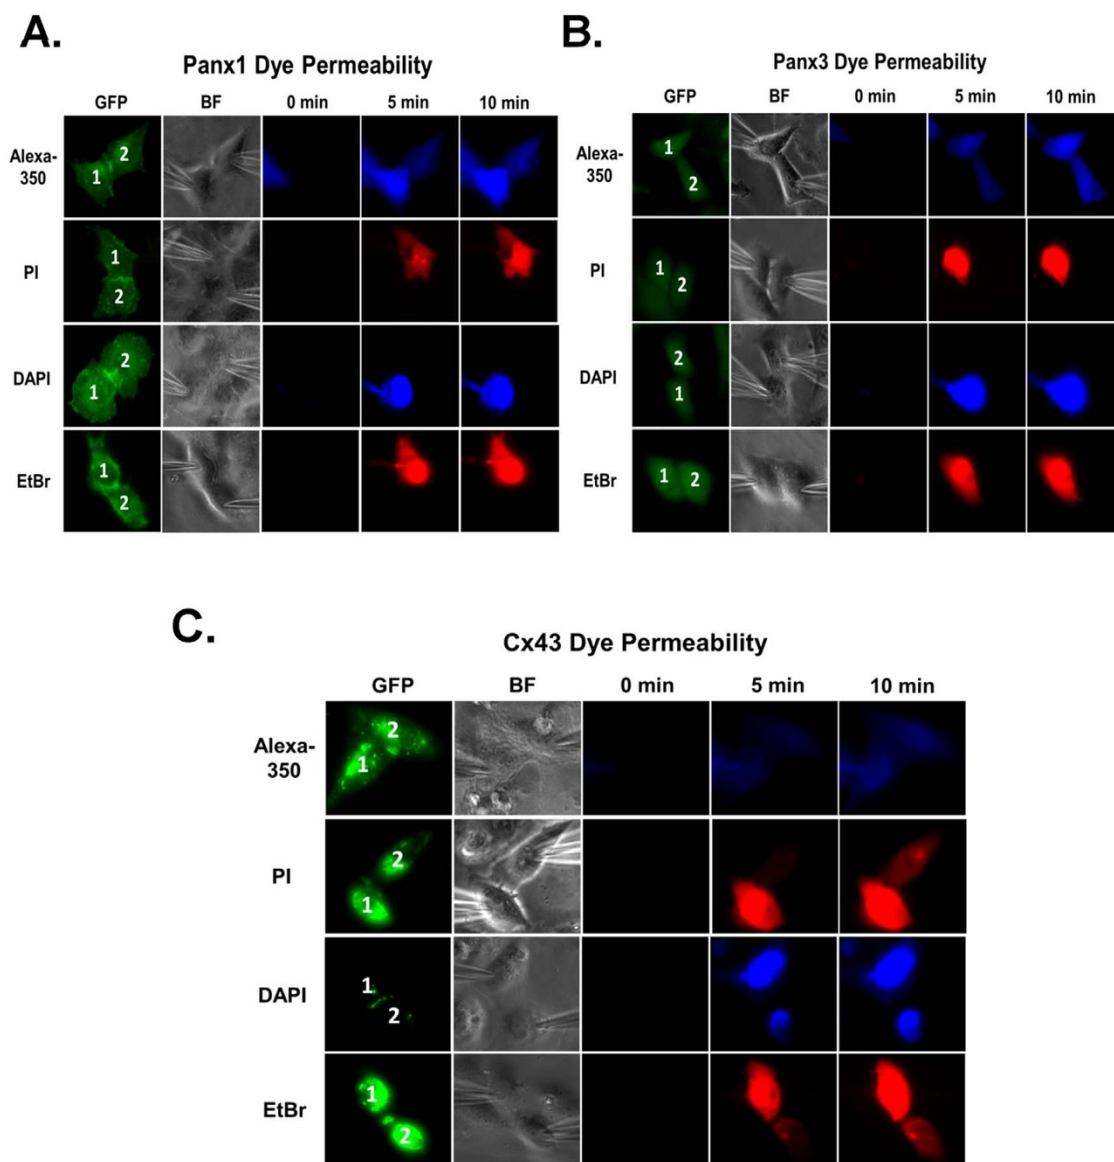 A.
Panx1 Dye Permeability
GFP BF 0 min 5 min 10 min
Alexa-
350
2
1
PI
1
2
DAPI
2
1
EtBr
1
2
B.
Panx3 Dye Permeability
GFP BF 0 min 5 min 10 min
Alexa-
350
1
2
PI
1
2
DAPI
2
1
EtBr
1 2
C.
Cx43 Dye Permeability
GFP BF 0 min 5 min 10 min
Alexa-
350
2
1
PI
2
1
DAPI
1
2
EtBr
1
2